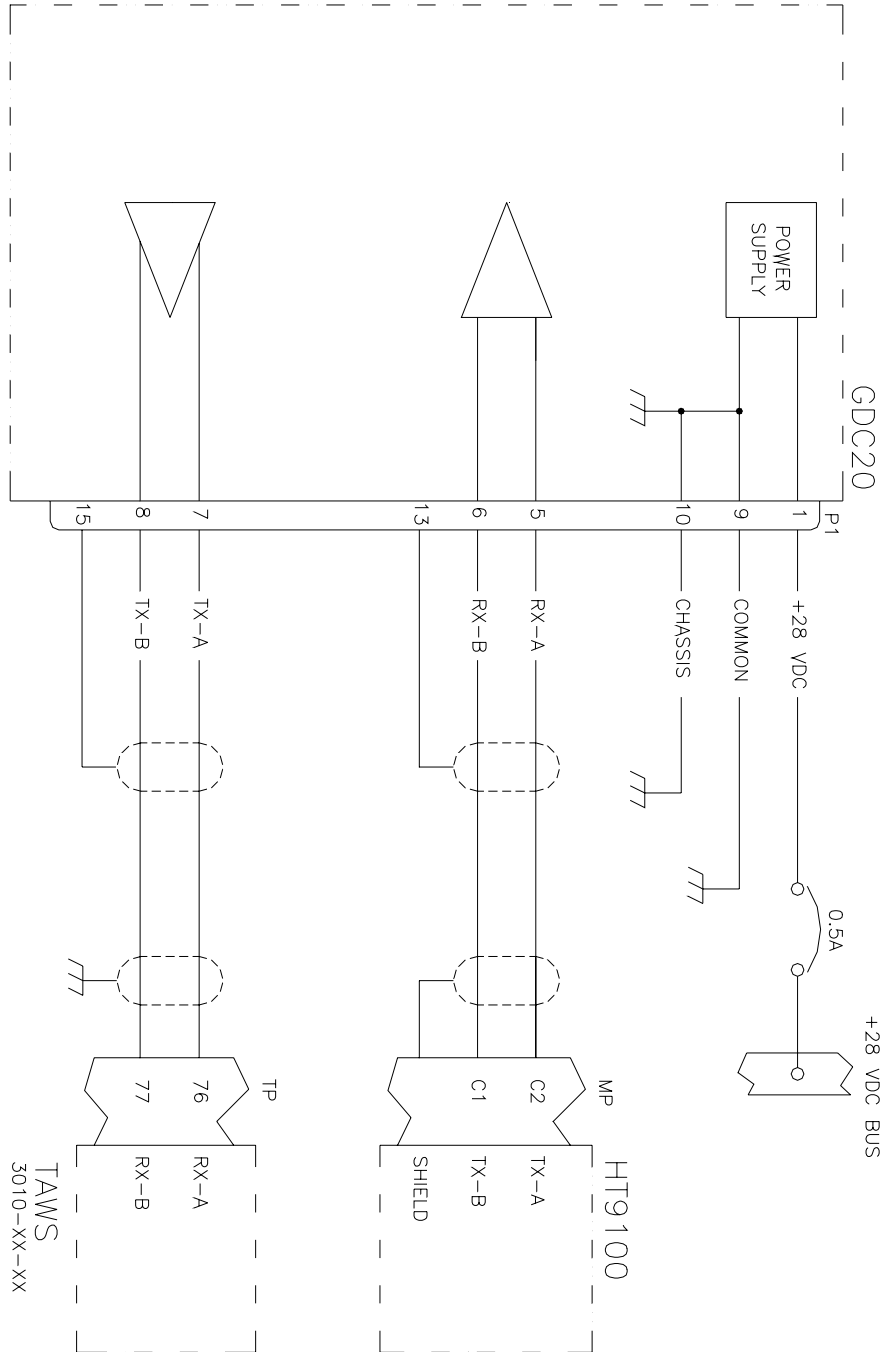 GDC20
POWER
SUPPLY
P1
1
+28 VDC
0.5A
+28 VDC BUS
9
COMMON
10
CHASSIS
HT9100
MP
5
RX-A
C2
TX-A
6
RX-B
C1
TX-B
13
SHIELD
TP
7
TX-A
76
RX-A
8
TX-B
77
RX-B
15
TAWS
3010-XX-XX